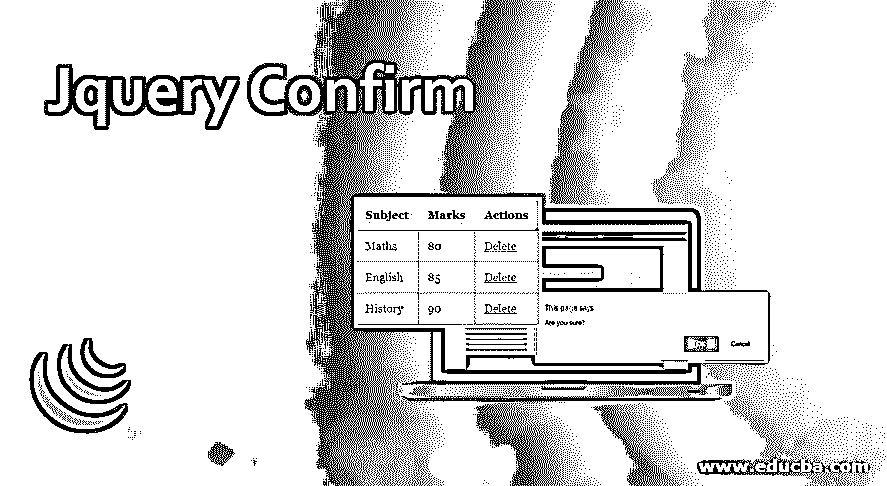 Jquery Confirm
Subject Marks Actions
Maths 80 Delete
English 85 Delete
History 90 Delete
This page says
Are you sure?
Cancel
www.educba.com